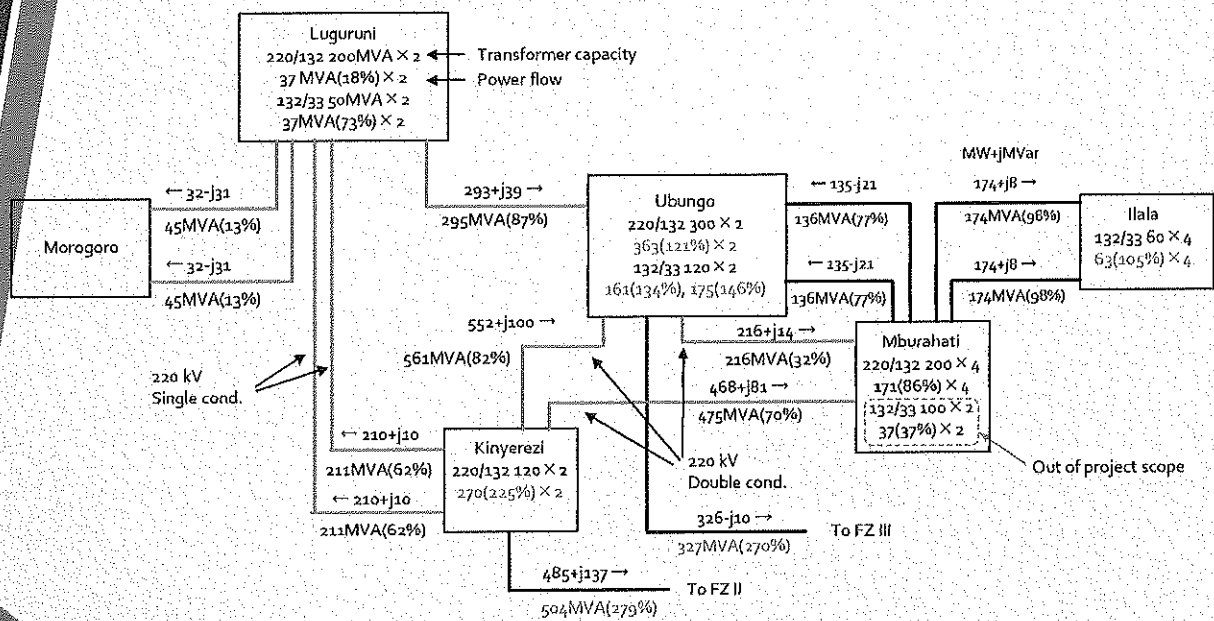 Luguruni
220/132 200MVA × 2
37 MVA(18%) × 2
132/33 50MVA × 2
37MVA(73%) × 2
Transformer capacity
Power flow
MW+jMVar
Morogoro
← 32-j31
45MVA(13%)
← 32-j31
45MVA(13%)
293+j39 →
295MVA(87%)
Ubungo
220/132 300 × 2
363(121%) × 2
132/33 120 × 2
161(134%), 175(146%)
← 135-j21
136MVA(77%)
← 135-j21
136MVA(77%)
174+j8 →
174MVA(98%)
174+j8 →
174MVA(98%)
Ilala
132/33 60 × 4
63(105%) × 4
552+j100 →
561MVA(82%)
216+j14 →
216MVA(32%)
468+j81 →
475MVA(70%)
Mburahati
220/132 200 × 4
171(86%) × 4
132/33 100 × 2
37(37%) × 2
Out of project scope
220 kV
Single cond.
← 210+j10
211MVA(62%)
← 210+j10
211MVA(62%)
Kinyerezi
220/132 120 × 2
270(225%) × 2
220 kV
Double cond.
326-j10 →
327MVA(270%)
To FZ III
485+j137 →
504MVA(279%)
To FZ II